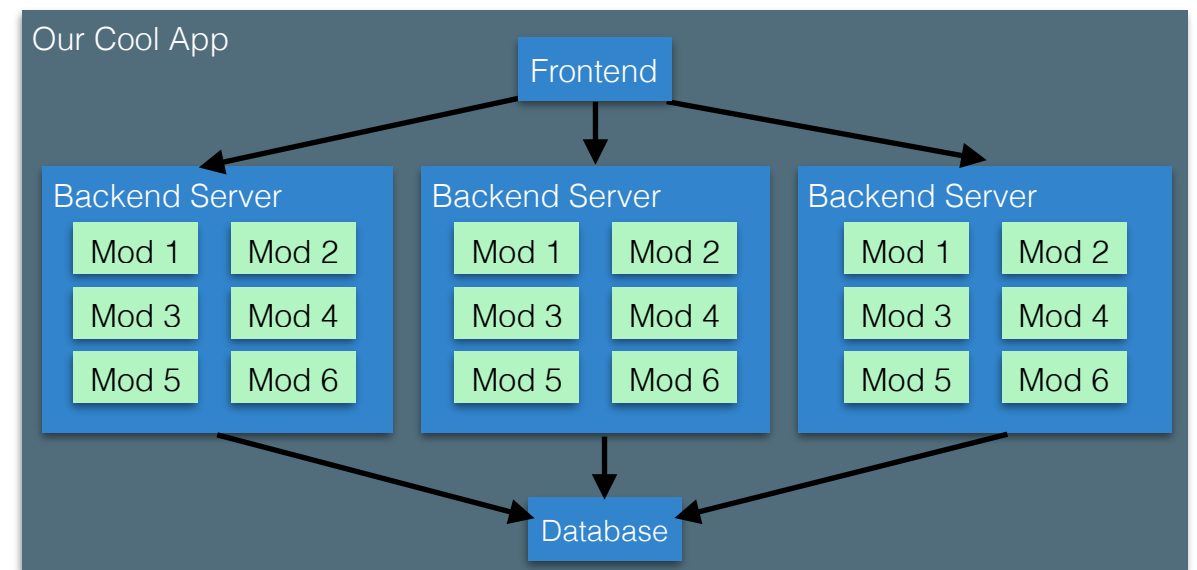 Our Cool App
Frontend
Backend Server
Mod 1
Mod 2
Mod 3
Mod 4
Mod 5
Mod 6
Backend Server
Mod 1
Mod 2
Mod 3
Mod 4
Mod 5
Mod 6
Backend Server
Mod 1
Mod 2
Mod 3
Mod 4
Mod 5
Mod 6
Database